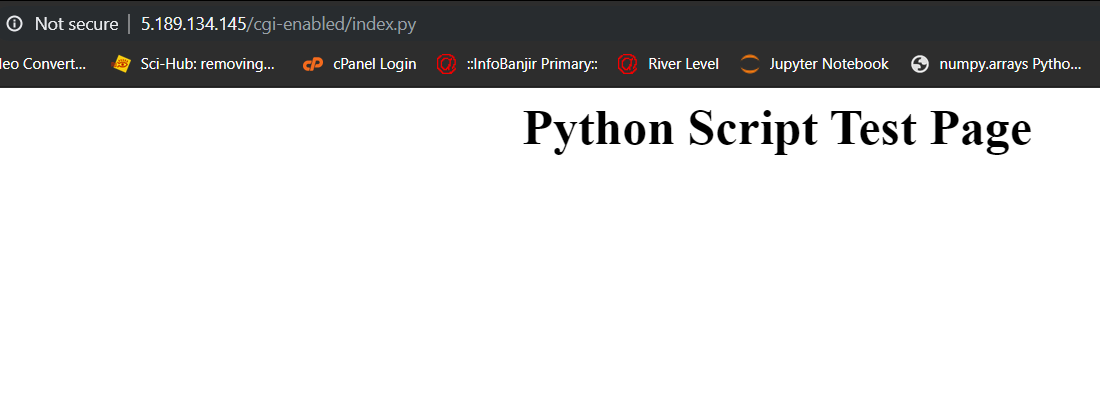 Not secure | 5.189.134.145/cgi-enabled/index.py
leo Convert... Sci-Hub: removing... cP cPanel Login @ ::InfoBanjir Primary:: @ River Level Jupyter Notebook numpy.arrays Pytho...
Python Script Test Page